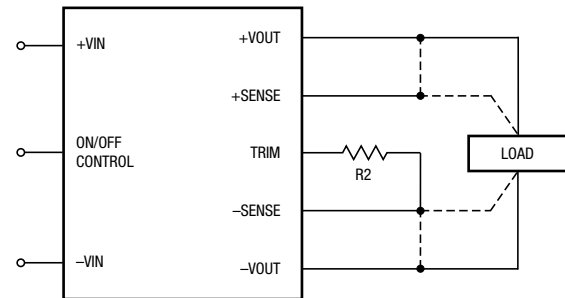 +VIN
ON/OFF
CONTROL
–VIN
+VOUT
+SENSE
TRIM
–SENSE
–VOUT
R2
LOAD